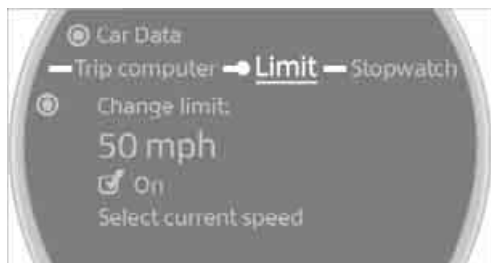 Car Data
Trip computer Limit Stopwatch
Change limit:
50 mph
On
Select current speed